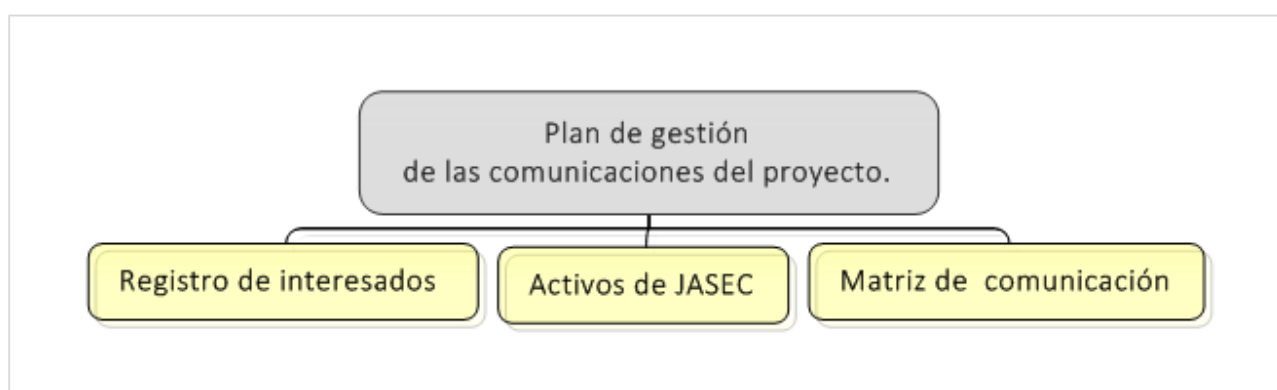 Plan de gestión
de las comunicaciones del proyecto.
Registro de interesados
Activos de JASEC
Matriz de comunicación